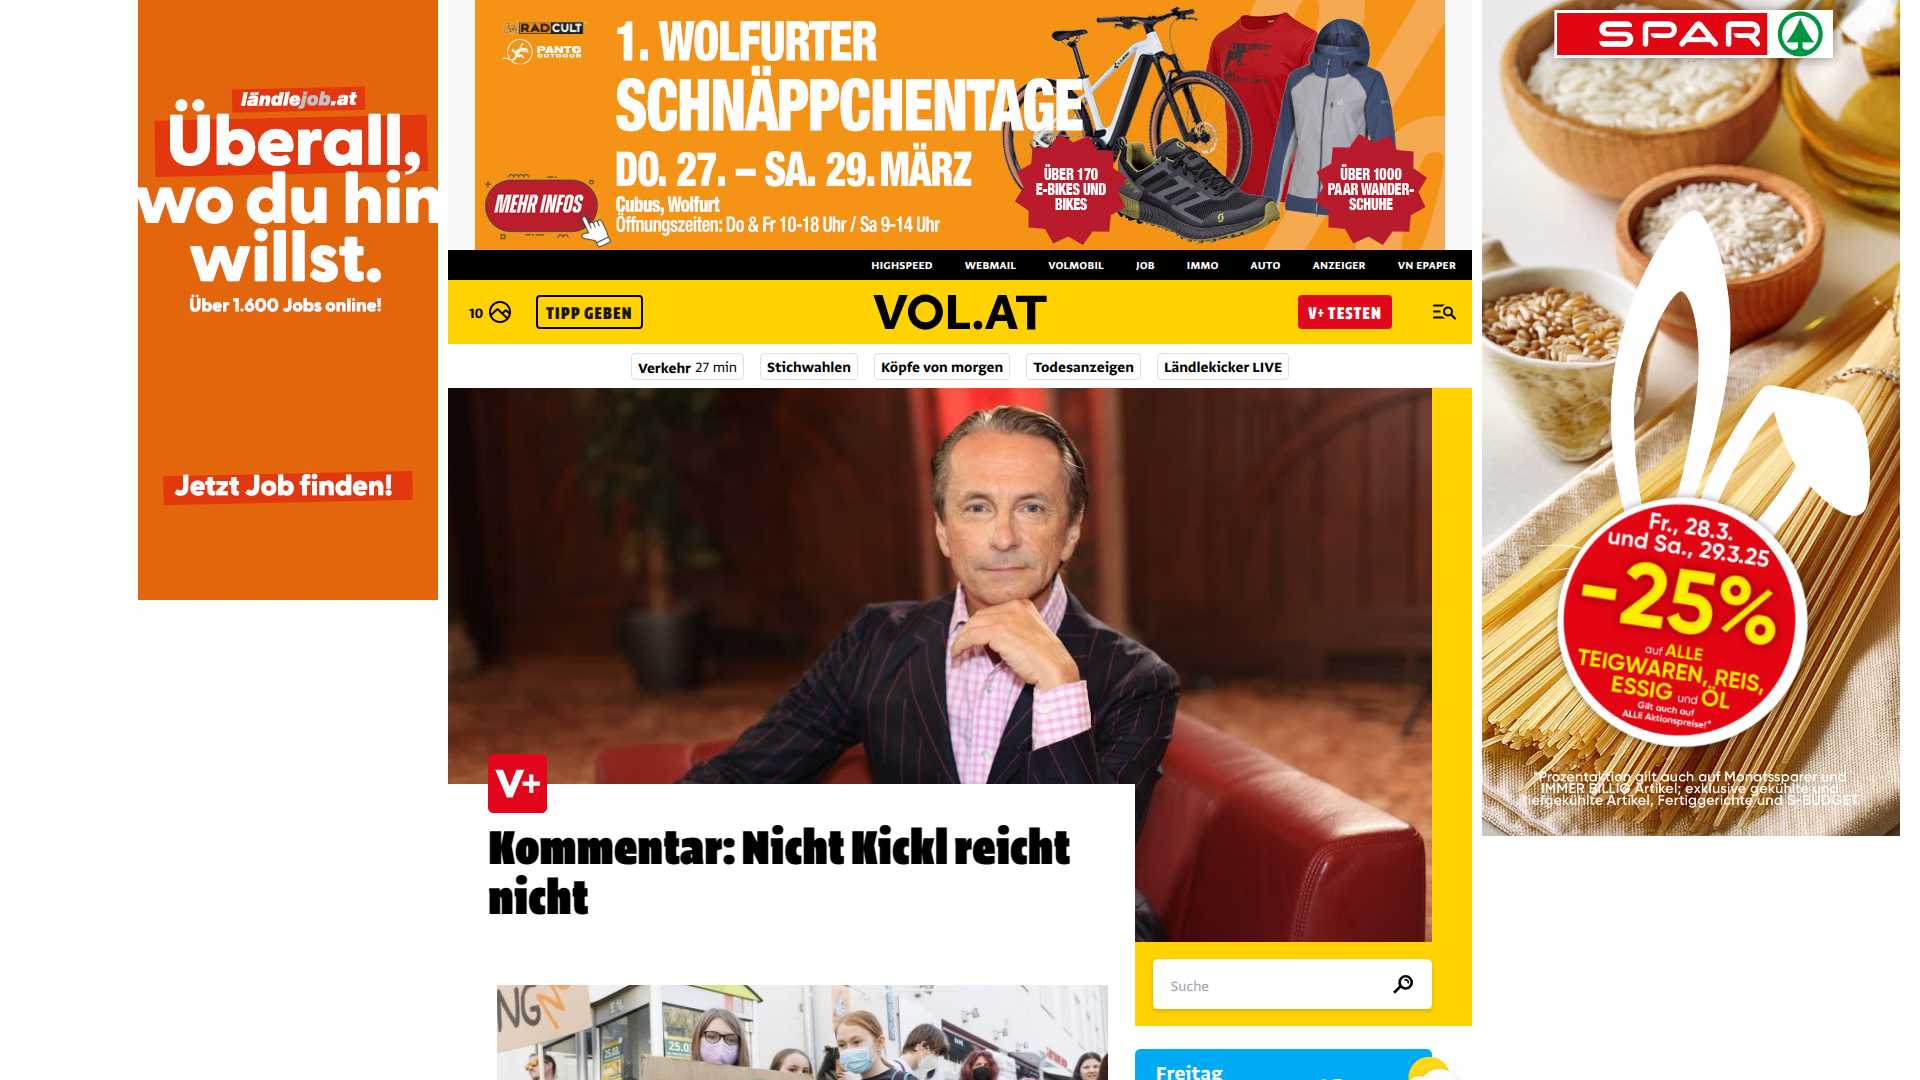 ländlejob.at
Überall,
wo du hin
willst.
Über 1.600 Jobs online!
Jetzt Job finden!
RADCULT
PANTO
OUTDOOR
MEHR INFOS
1. WOLFURTER
SCHNÄPPCHENTAGE
DO. 27. – SA. 29. MÄRZ
Cubus, Wolfurt
Öffnungszeiten: Do & Fr 10-18 Uhr / Sa 9-14 Uhr
ÜBER 170
E-BIKES UND
BIKES
ÜBER 1000
PAAR WANDER-
SCHUHE
HIGHSPEED WEBMAIL VOLMOBIL JOB IMMO AUTO ANZEIGER VN EPAPER
10 TIPP GEBEN VOL.AT V+ TESTEN
Verkehr 27 min Stichwahlen Köpfe von morgen Todesanzeigen Ländlekicker LIVE
V+
Kommentar: Nicht Kickl reicht
nicht
Suche
Freitag
25.0
SPAR
Fr., 28.3.
und Sa., 29.3.25
-25%
auf ALLE
TEIGWAREN, REIS,
ESSIG und ÖL
Gilt auch auf
ALLE Aktionspreise!*
*Prozentaktion gilt auch auf Monatssparer und
IMMER BILLIG Artikel; exklusive gekühlte und
tiefgekühlte Artikel, Fertiggerichte und S-BUDGET.